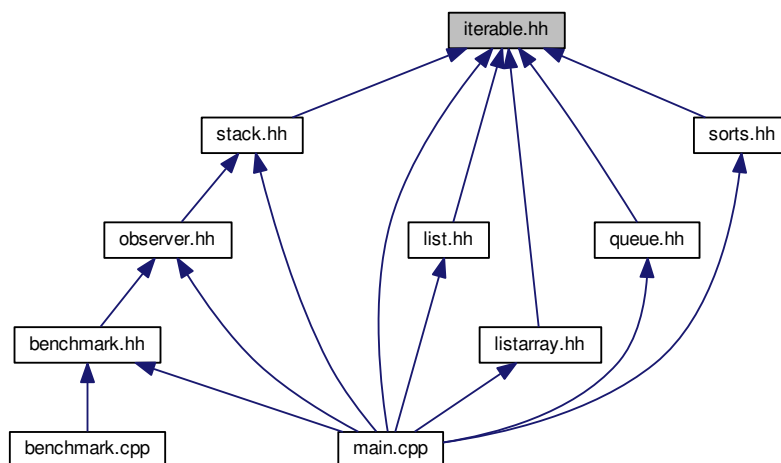 iterable.hh
stack.hh
sorts.hh
observer.hh
list.hh
queue.hh
benchmark.hh
listarray.hh
benchmark.cpp
main.cpp